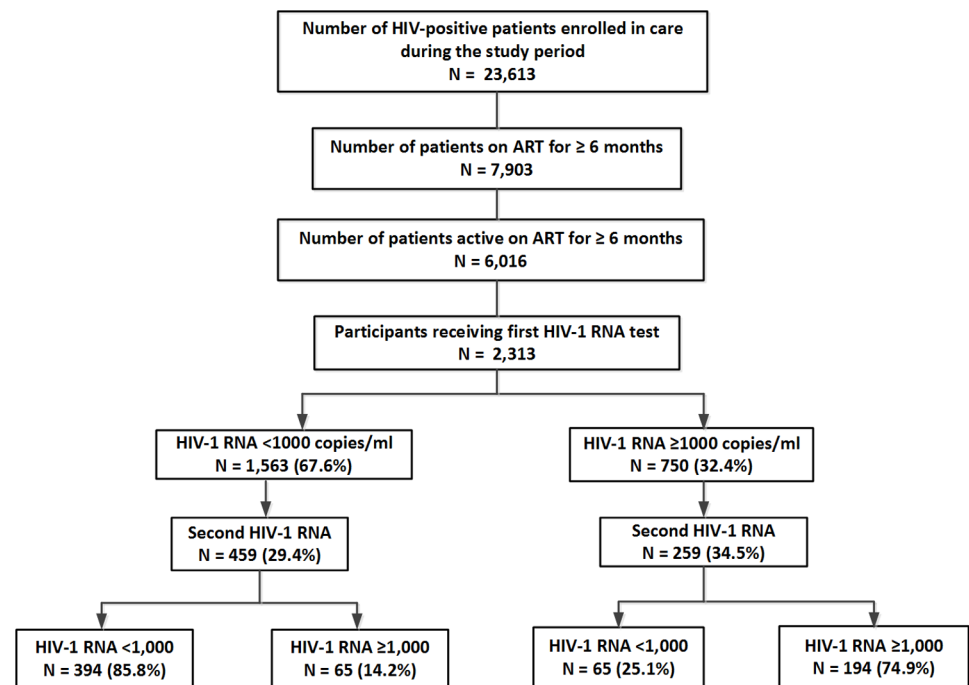 Number of HIV-positive patients enrolled in care
during the study period
N = 23,613
Number of patients on ART for ≥ 6 months
N = 7,903
Number of patients active on ART for ≥ 6 months
N = 6,016
Participants receiving first HIV-1 RNA test
N = 2,313
HIV-1 RNA <1000 copies/ml
N = 1,563 (67.6%)
HIV-1 RNA ≥1000 copies/ml
N = 750 (32.4%)
Second HIV-1 RNA
N = 459 (29.4%)
Second HIV-1 RNA
N = 259 (34.5%)
HIV-1 RNA <1,000
N = 394 (85.8%)
HIV-1 RNA ≥1,000
N = 65 (14.2%)
HIV-1 RNA <1,000
N = 65 (25.1%)
HIV-1 RNA ≥1,000
N = 194 (74.9%)